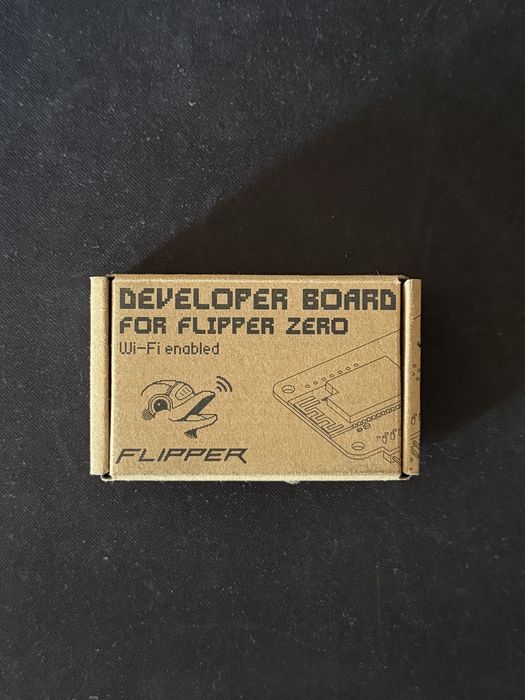 DEVELOPER BOARD
FOR FLIPPER ZERO
Wi-Fi enabled
FLIPPER